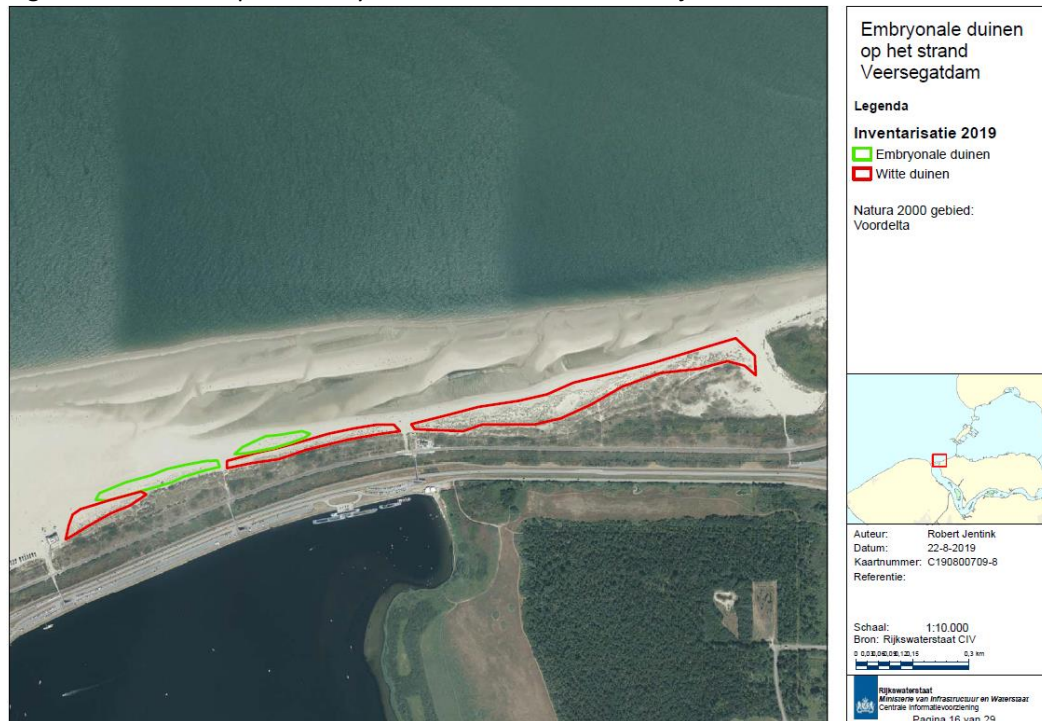 Embryonale duinen
op het strand
Veersegatdam
Legenda
Inventarisatie 2019
Embryonale duinen
Witte duinen
Natura 2000 gebied:
Voordelta
Auteur: Robert Jentink
Datum: 22-8-2019
Kaartnummer: C190800709-8
Referentie:
Schaal: 1:10.000
Bron: Rijkswaterstaat CIV
0,3 km
Rijkswaterstaat
Ministerie van Infrastructuur en Waterstaat
Centrale Informatievoorziening
Pagina 16 van 29